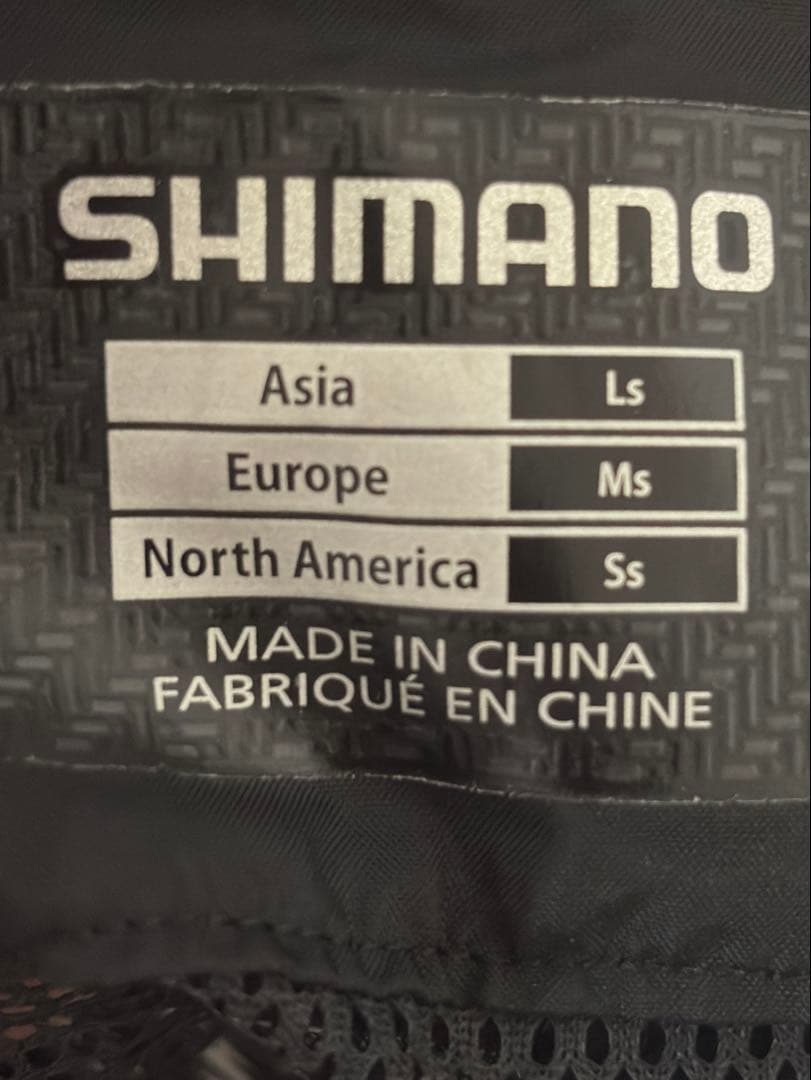 SHIMANO
Asia Ls
Europe Ms
North America Ss
MADE IN CHINA
FABRIQUÉ EN CHINE